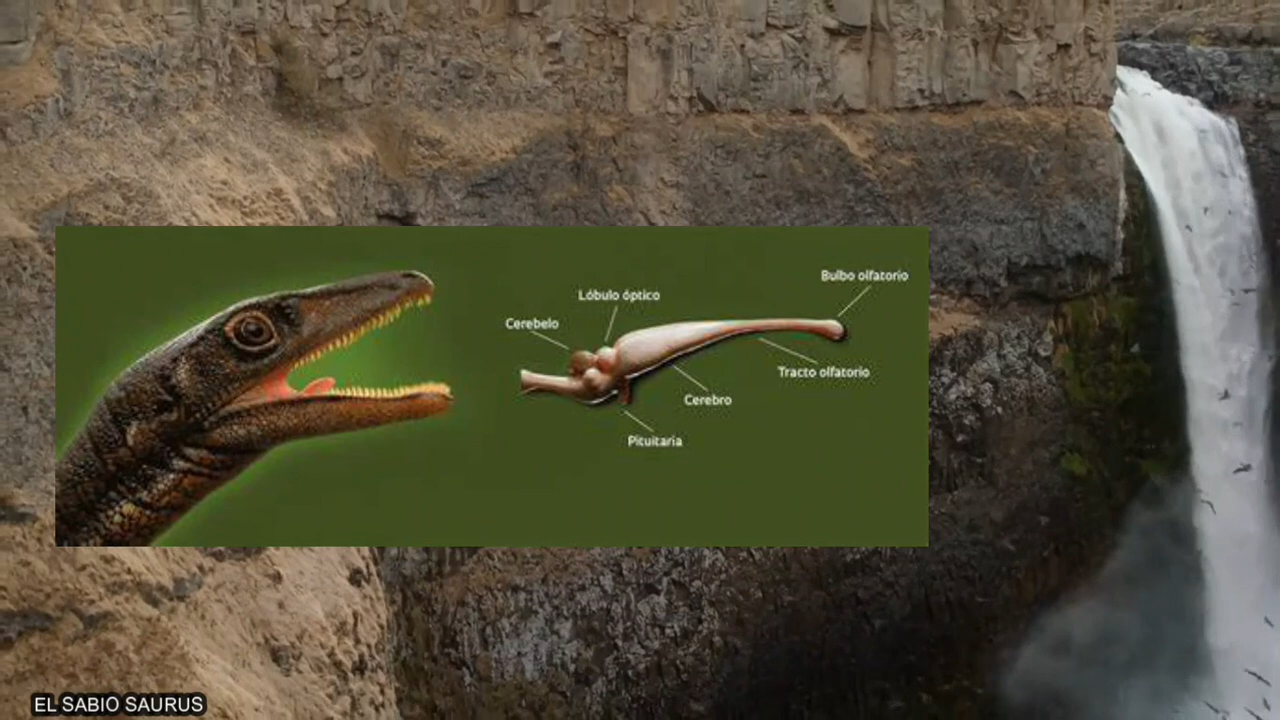 Bulbo olfatorio
Lóbulo óptico
Cerebelo
Tracto olfatorio
Cerebro
Pituitaria
EL SABIO SAURUS